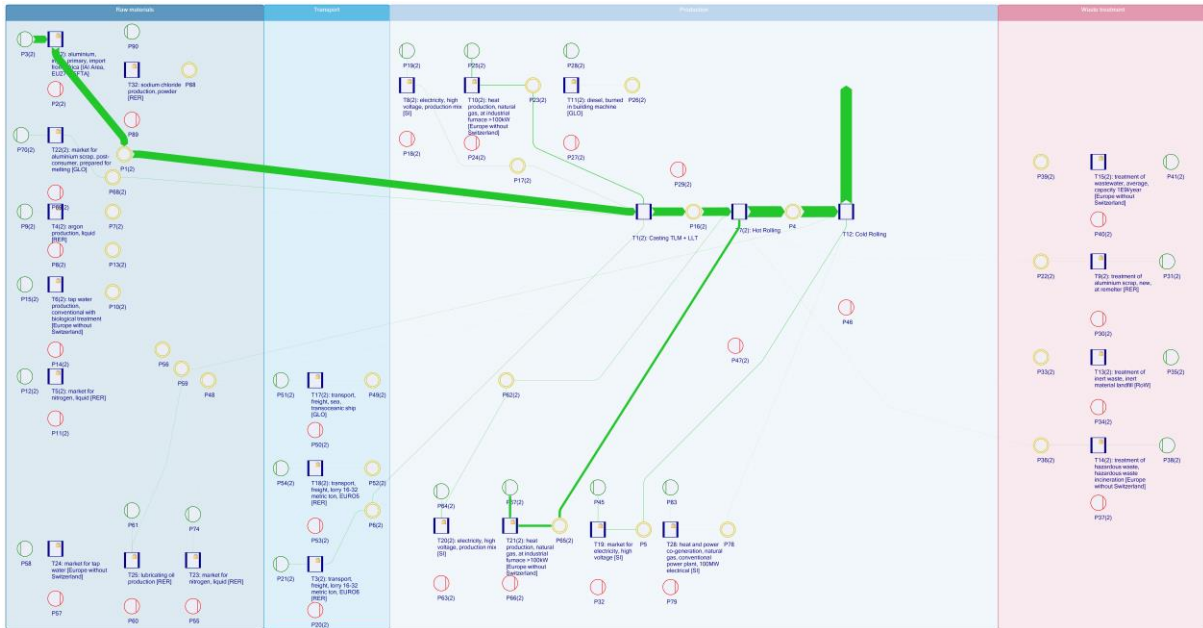 Raw materials
Transport
Production
Waste treatment
P3(2)
P90
T32: sodium chloride
production, powder
[RER]
P88
P2(2)
P89
P70(2)
T22(2): market for
aluminium scrap, post-
consumer, prepared for
melting [GLO]
P1(2)
P68(2)
P9(2)
T4(2): argon
production, liquid
[RER]
P7(2)
P8(2)
P13(2)
P15(2)
T6(2): tap water
production,
conventional with
biological treatment
[Europe without
Switzerland]
P10(2)
P14(2)
P56
P59
P48
P12(2)
T5(2): market for
nitrogen, liquid [RER]
P11(2)
P61
P74
P58
T24: market for tap
water [Europe without
Switzerland]
T25: lubricating oil
production [RER]
T23: market for
nitrogen, liquid [RER]
P57
P60
P55
P51(2)
T17(2): transport,
freight, sea,
transoceanic ship
[GLO]
P49(2)
P50(2)
P54(2)
T18(2): transport,
freight, lorry 16-32
metric ton, EURO5
[RER]
P52(2)
P53(2)
P6(2)
P21(2)
T3(2): transport,
freight, lorry 16-32
metric ton, EURO5
[RER]
P20(2)
P19(2)
P25(2)
P28(2)
T8(2): electricity, high
voltage, production mix
[SI]
T10(2): heat
production, natural
gas, at industrial
furnace >100kW
[Europe without
Switzerland]
P23(2)
T11(2): diesel, burned
in building machine
[GLO]
P26(2)
P18(2)
P24(2)
P27(2)
P17(2)
P29(2)
T1(2): Casting TLM + LLT
P16(2)
T7(2): Hot Rolling
P4
T12: Cold Rolling
P46
P47(2)
P62(2)
P64(2)
P67(2)
P45
P83
T20(2): electricity, high
voltage, production mix
[SI]
T21(2): heat
production, natural
gas, at industrial
furnace >100kW
[Europe without
Switzerland]
P65(2)
T19: market for
electricity, high
voltage [SI]
P5
T28: heat and power
co-generation, natural
gas, conventional
power plant, 100MW
electrical [SI]
P78
P63(2)
P66(2)
P32
P79
P39(2)
T15(2): treatment of
wastewater, average,
capacity 1E9l/year
[Europe without
Switzerland]
P41(2)
P40(2)
P22(2)
T9(2): treatment of
aluminium scrap, new,
at remelter [RER]
P31(2)
P30(2)
P33(2)
T13(2): treatment of
inert waste, inert
material landfill [RoW]
P35(2)
P34(2)
P36(2)
T14(2): treatment of
hazardous waste,
hazardous waste
incineration [Europe
without Switzerland]
P38(2)
P37(2)